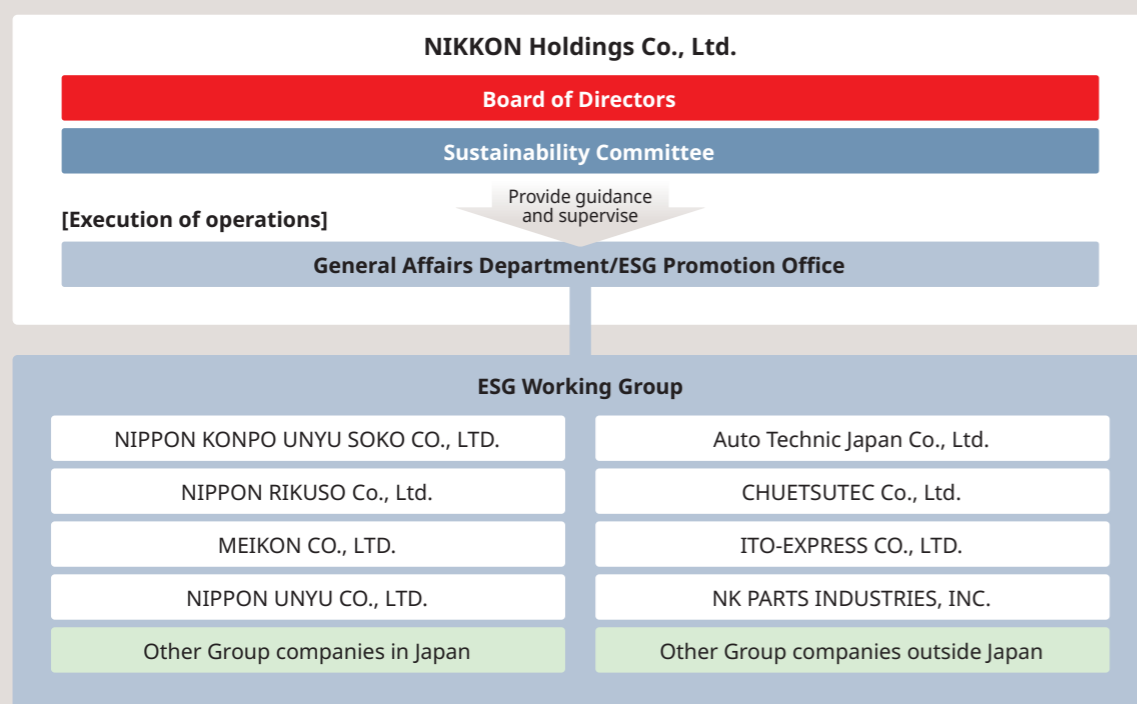 NIKKON Holdings Co., Ltd.
Board of Directors
Sustainability Committee
Provide guidance
and supervise
[Execution of operations]
General Affairs Department/ESG Promotion Office
ESG Working Group
NIPPON KONPO UNYU SOKO CO., LTD.
Auto Technic Japan Co., Ltd.
NIPPON RIKUSO Co., Ltd.
CHUETSUTEC Co., Ltd.
MEIKON CO., LTD.
ITO-EXPRESS CO., LTD.
NIPPON UNYU CO., LTD.
NK PARTS INDUSTRIES, INC.
Other Group companies in Japan
Other Group companies outside Japan